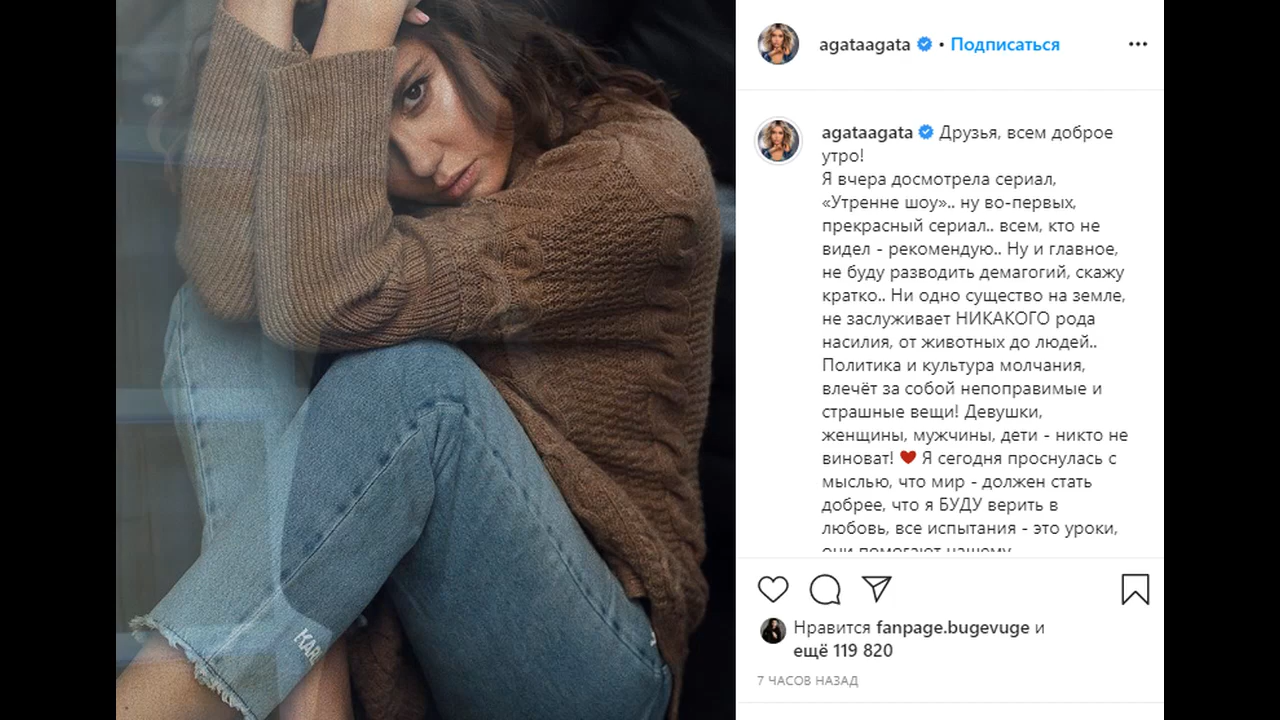 agataagata • Подписаться
agataagata Друзья, всем доброе
утро!
Я вчера досмотрела сериал,
«Утренне шоу».. ну во-первых,
прекрасный сериал.. всем, кто не
видел - рекомендую.. Ну и главное,
не буду разводить демагогий, скажу
кратко.. Ни одно существо на земле,
не заслуживает НИКАКОГО рода
насилия, от животных до людей..
Политика и культура молчания,
влечёт за собой непоправимые и
страшные вещи! Девушки,
женщины, мужчины, дети - никто не
виноват! ❤ Я сегодня проснулась с
мыслью, что мир - должен стать
добрее, что я БУДУ верить в
любовь, все испытания - это уроки,
они помогают нашему
Нравится fanpage.bugevuge и
ещё 119 820
7 ЧАСОВ НАЗАД